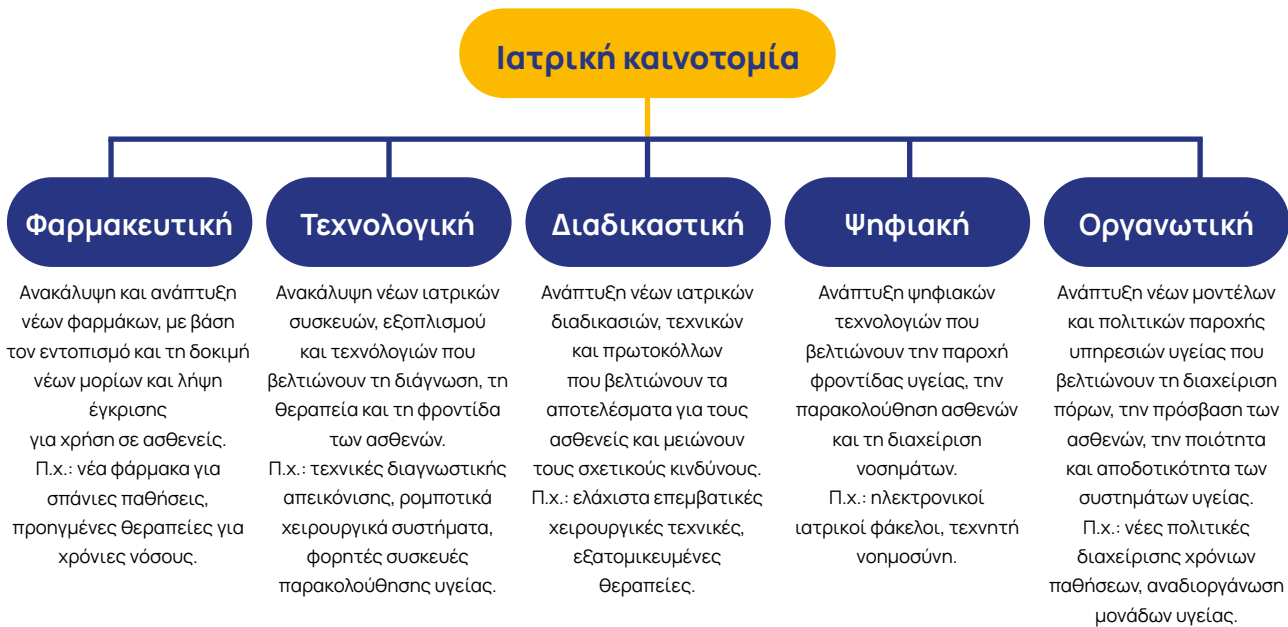 Ιατρική καινοτομία
Φαρμακευτική
Ανακάλυψη και ανάπτυξη
νέων φαρμάκων, με βάση
τον εντοπισμό και τη δοκιμή
νέων μορίων και λήψη
έγκρισης
για χρήση σε ασθενείς.
Π.χ.: νέα φάρμακα για
σπάνιες παθήσεις,
προηγμένες θεραπείες για
χρόνιες νόσους.
Τεχνολογική
Ανακάλυψη νέων ιατρικών
συσκευών, εξοπλισμού
και τεχνόλογιών που
βελτιώνουν τη διάγνωση, τη
θεραπεία και τη φροντίδα
των ασθενών.
Π.χ.: τεχνικές διαγνωστικής
απεικόνισης, ρομποτικά
χειρουργικά συστήματα,
φορητές συσκευές
παρακολούθησης υγείας.
Διαδικαστική
Ανάπτυξη νέων ιατρικών
διαδικασιών, τεχνικών
και πρωτοκόλλων
που βελτιώνουν τα
αποτελέσματα για τους
ασθενείς και μειώνουν
τους σχετικούς κινδύνους.
Π.χ.: ελάχιστα επεμβατικές
χειρουργικές τεχνικές,
εξατομικευμένες
θεραπείες.
Ψηφιακή
Ανάπτυξη ψηφιακών
τεχνολογιών που
βελτιώνουν την παροχή
φροντίδας υγείας, την
παρακολούθηση ασθενών
και τη διαχείριση
νοσημάτων.
Π.χ.: ηλεκτρονικοί
ιατρικοί φάκελοι, τεχνητή
νοημοσύνη.
Οργανωτική
Ανάπτυξη νέων μοντέλων
και πολιτικών παροχής
υπηρεσιών υγείας που
βελτιώνουν τη διαχείριση
πόρων, την πρόσβαση των
ασθενών, την ποιότητα
και αποδοτικότητα των
συστημάτων υγείας.
Π.χ.: νέες πολιτικές
διαχείρισης χρόνιων
παθήσεων, αναδιοργάνωση
μονάδων υγείας.